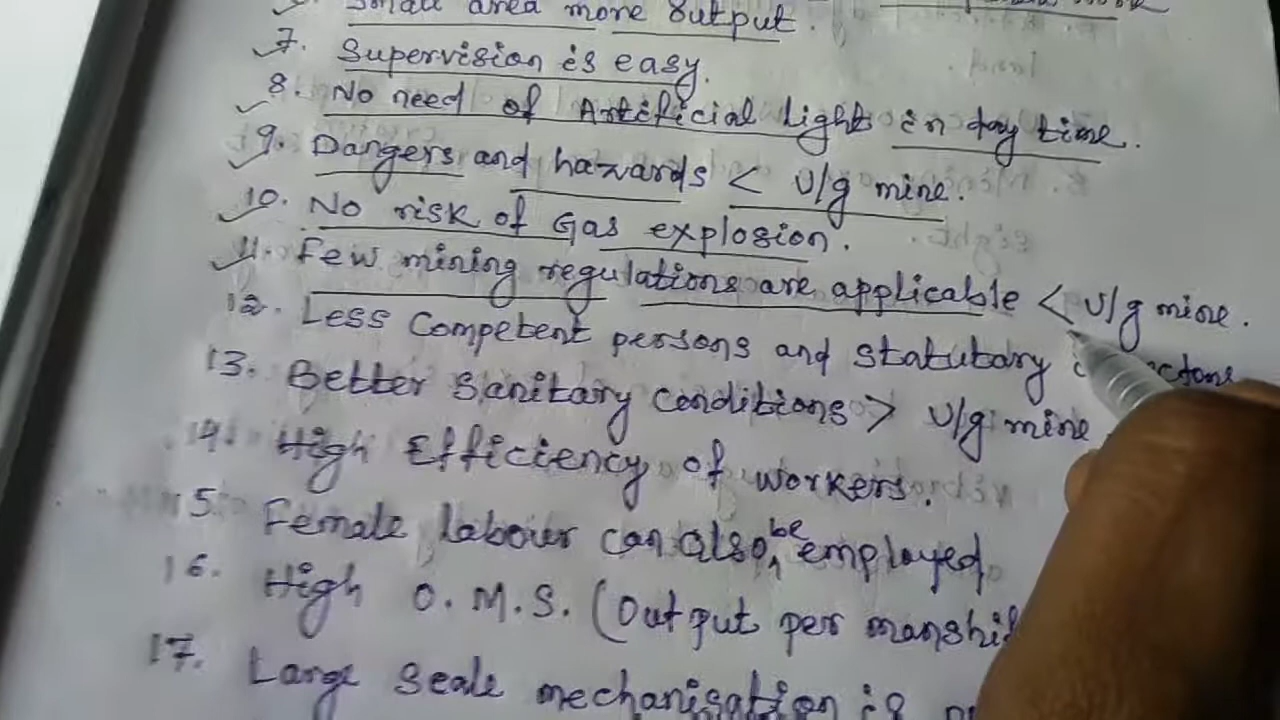 Small area more output.
7. Supervision is easy.
8. No need of Artificial Light in day time.
9. Dangers and hazards < U/g mine.
10. No risk of Gas explosion.
11. Few mining regulations are applicable < U/g mine.
12. Less Competent persons and statutary
13. Better Sanitary Conditions > U/g mine
14. High Efficiency of workers.
15. Female labour can also be employed.
16. High O.M.S. (Output per manshif
17. Large Scale mechanisation is